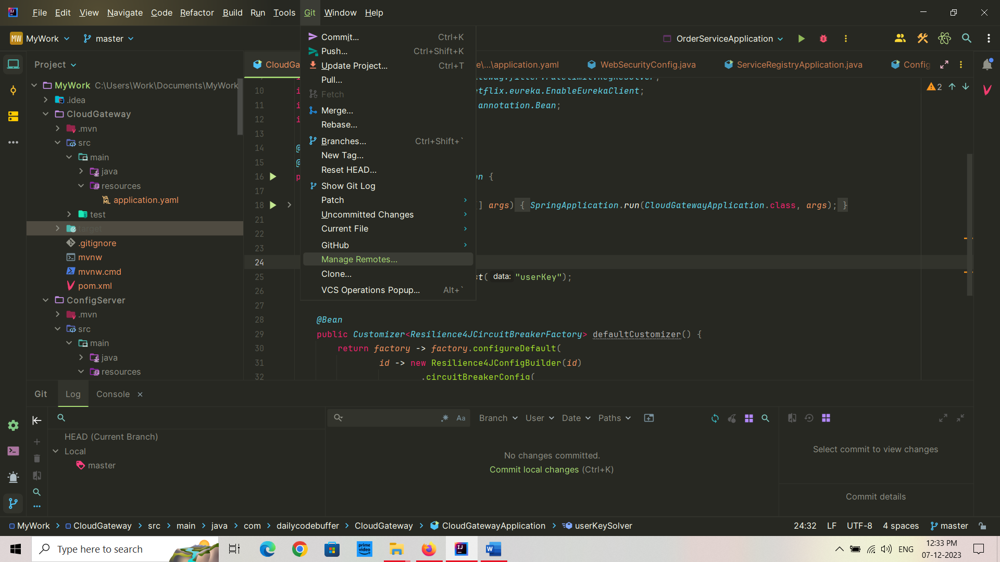 File Edit View Navigate Code Refactor Build Run Tools Git Window Help
MW MyWork master OrderServiceApplication
Project
MyWork C:\Users\Work\Documents\MyWork
.idea
CloudGateway
.mvn
src
main
java
resources
application.yaml
test
target
.gitignore
mvnw
mvnw.cmd
pom.xml
ConfigServer
.mvn
src
main
java
resources
Commit... Ctrl+K
Push... Ctrl+Shift+K
Update Project... Ctrl+T
Pull...
Fetch
Merge...
Rebase...
Branches... Ctrl+Shift+`
New Tag...
Reset HEAD...
Show Git Log
Patch
Uncommitted Changes
Current File
GitHub
Manage Remotes...
Clone...
VCS Operations Popup... Alt+`
CloudGa e\...\application.yaml WebSecurityConfig.java ServiceRegistryApplication.java Config
2
10 i tflix.eureka.EnableEurekaClient;
11 i annotation.Bean;
12 i
13
14 @
15 @
16 p on {
17
18 ] args) { SpringApplication.run(CloudGatewayApplication.class, args); }
21
22
23
24
25 st( data: "userKey");
26
27
28 @Bean
29 public Customizer<Resilience4JCircuitBreakerFactory> defaultCustomizer() {
30 return factory -> factory.configureDefault(
31 id -> new Resilience4JConfigBuilder(id)
32 .circuitBreakerConfig(
Git Log Console
HEAD (Current Branch)
Local
master
.* Aa Branch User Date Paths
No changes committed.
Commit local changes (Ctrl+K)
Select commit to view changes
Commit details
MyWork CloudGateway src main java com dailycodebuffer CloudGateway CloudGatewayApplication userKeySolver 24:32 LF UTF-8 4 spaces master
Type here to search
prime video
IJ
W
ENG
12:33 PM
07-12-2023